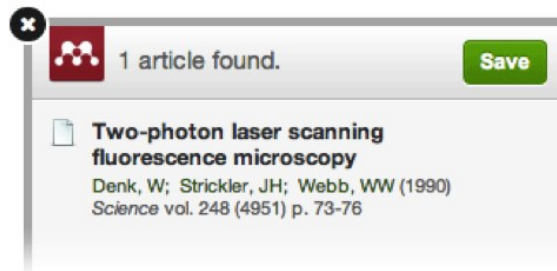 1 article found.
Save
Two-photon laser scanning
fluorescence microscopy
Denk, W; Strickler, JH; Webb, WW (1990)
Science vol. 248 (4951) p. 73-76